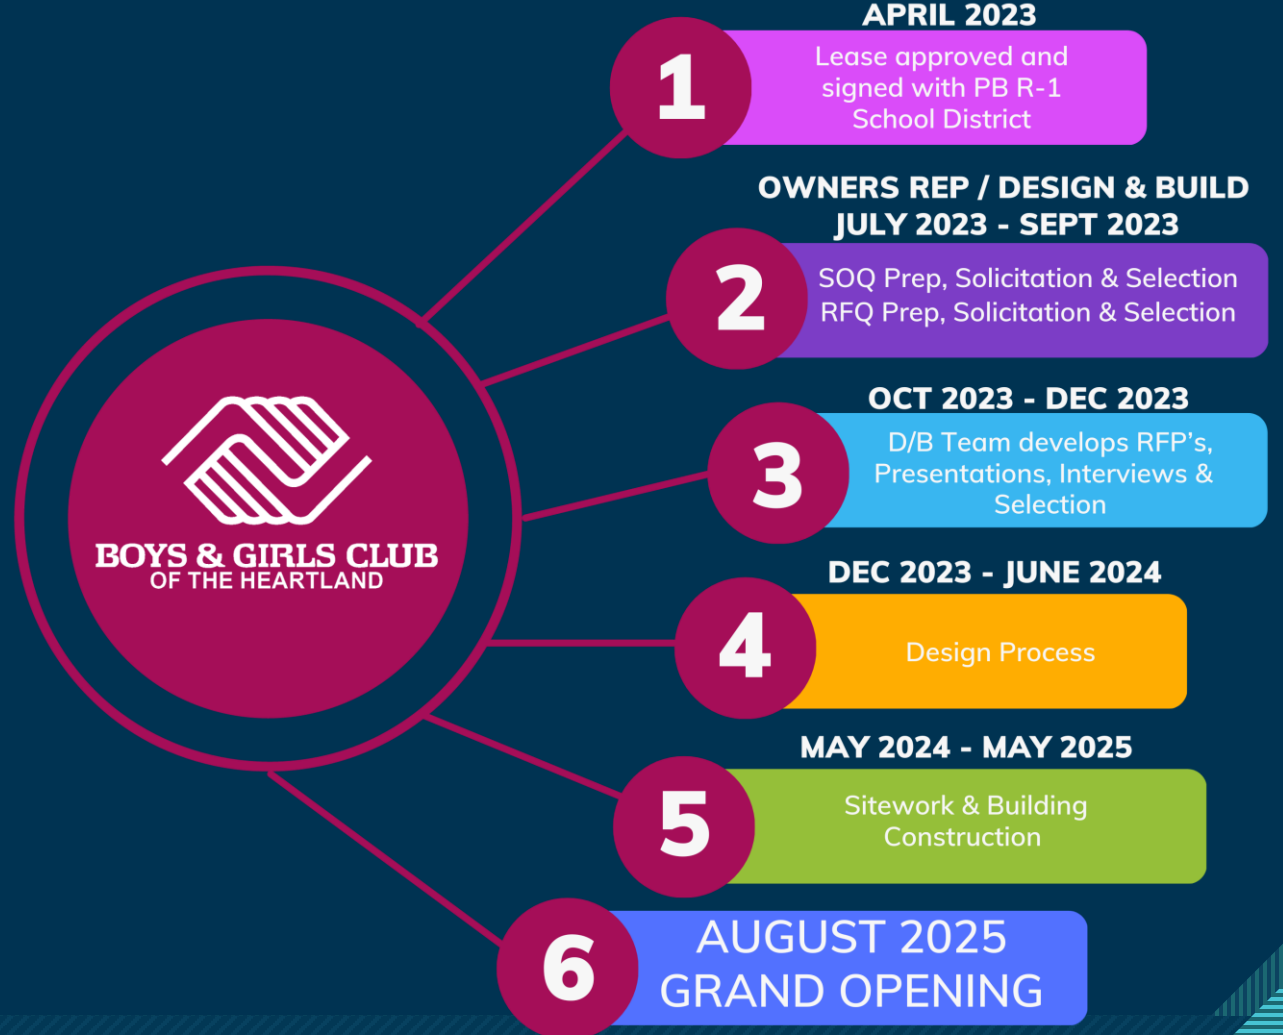 BOYS & GIRLS CLUB
OF THE HEARTLAND
1
APRIL 2023
Lease approved and
signed with PB R-1
School District
2
OWNERS REP / DESIGN & BUILD
JULY 2023 - SEPT 2023
SOQ Prep, Solicitation & Selection
RFQ Prep, Solicitation & Selection
3
OCT 2023 - DEC 2023
D/B Team develops RFP's,
Presentations, Interviews &
Selection
4
DEC 2023 - JUNE 2024
Design Process
5
MAY 2024 - MAY 2025
Sitework & Building
Construction
6
AUGUST 2025
GRAND OPENING